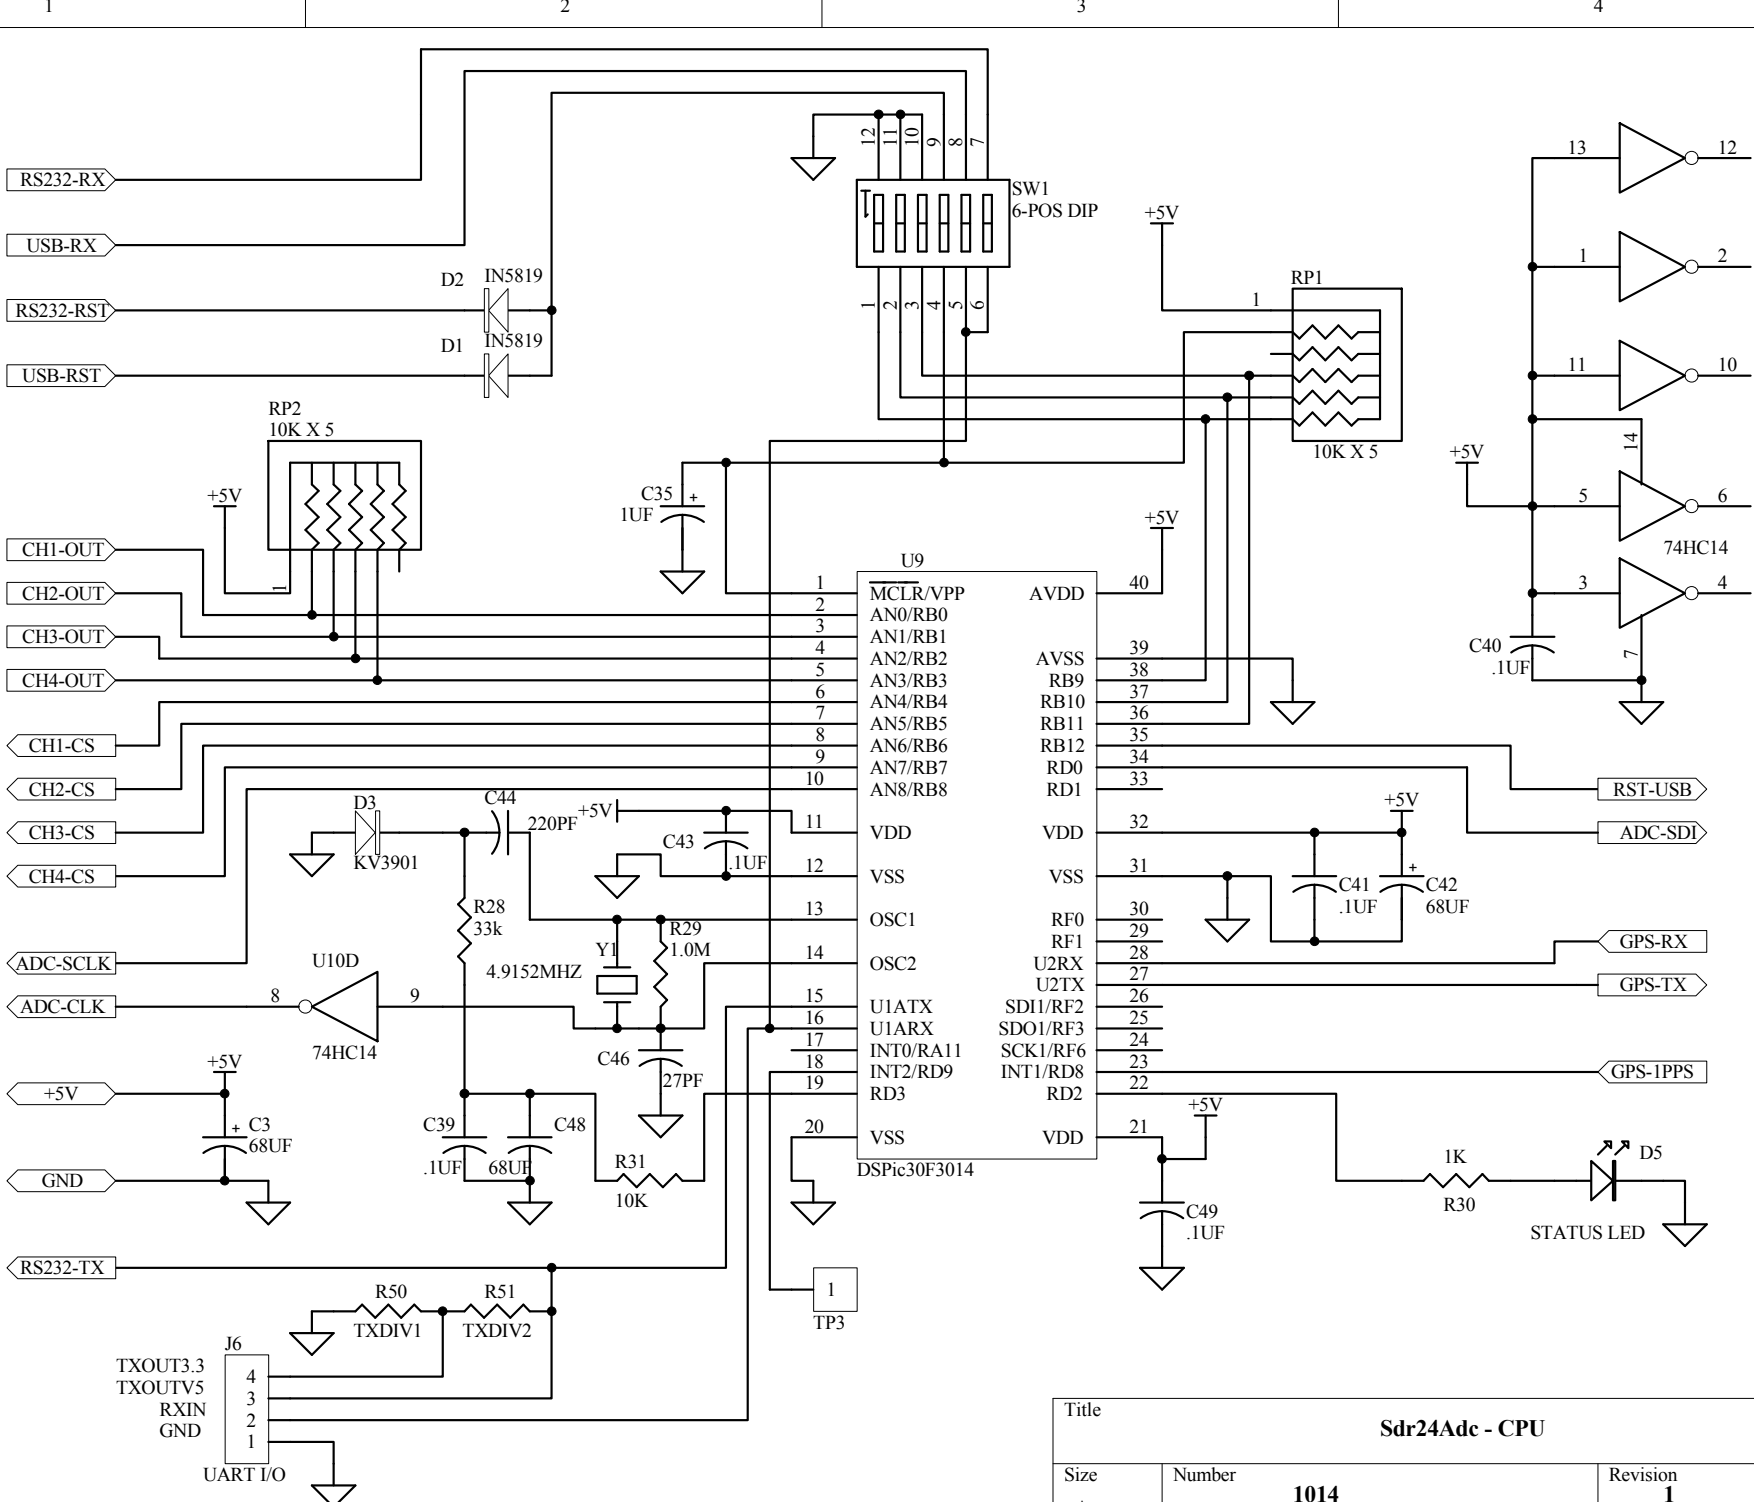 1 2 3 4
RS232-RX
USB-RX
RS232-RST
USB-RST
D2 IN5819
D1 IN5819
12 11 10 9 8 7
1
SW1
6-POS DIP
1 2 3 4 5 6
+5V
RP1
1
10K X 5
RP2
10K X 5
+5V
1
CH1-OUT
CH2-OUT
CH3-OUT
CH4-OUT
CH1-CS
CH2-CS
CH3-CS
CH4-CS
ADC-SCLK
ADC-CLK
+5V
GND
RS232-TX
C35 +
1UF
U9
1 MCLR/VPP
2 AN0/RB0
3 AN1/RB1
4 AN2/RB2
5 AN3/RB3
6 AN4/RB4
7 AN5/RB5
8 AN6/RB6
9 AN7/RB7
10 AN8/RB8
11 VDD
12 VSS
13 OSC1
14 OSC2
15 U1ATX
16 U1ARX
17 INT0/RA11
18 INT2/RD9
19 RD3
20 VSS
AVDD 40
AVSS 39
RB9 38
RB10 37
RB11 36
RB12 35
RD0 34
RD1 33
VDD 32
VSS 31
RF0 30
RF1 29
U2RX 28
U2TX 27
SDI1/RF2 26
SDO1/RF3 25
SCK1/RF6 24
INT1/RD8 23
RD2 22
VDD 21
DSPic30F3014
+5V
13 12
1 2
11 10
14
+5V
5 6
74HC14
3 4
7
C40
.1UF
RST-USB
ADC-SDI
+5V
C41
.1UF
+
C42
68UF
GPS-RX
GPS-TX
GPS-1PPS
D3
KV3901
C44
220PF
+5V
C43
.1UF
R28
33k
Y1
4.9152MHZ
R29
1.0M
U10D
8 9
74HC14
C46
27PF
+5V
+ C3
68UF
C39
.1UF
C48
68UF
R31
10K
+5V
C49
.1UF
1K
R30
D5
STATUS LED
1
TP3
R50
TXDIV1
R51
TXDIV2
J6
TXOUT3.3 4
TXOUTV5 3
RXIN 2
GND 1
UART I/O
Title
Sdr24Adc - CPU
Size Number Revision
1014 1